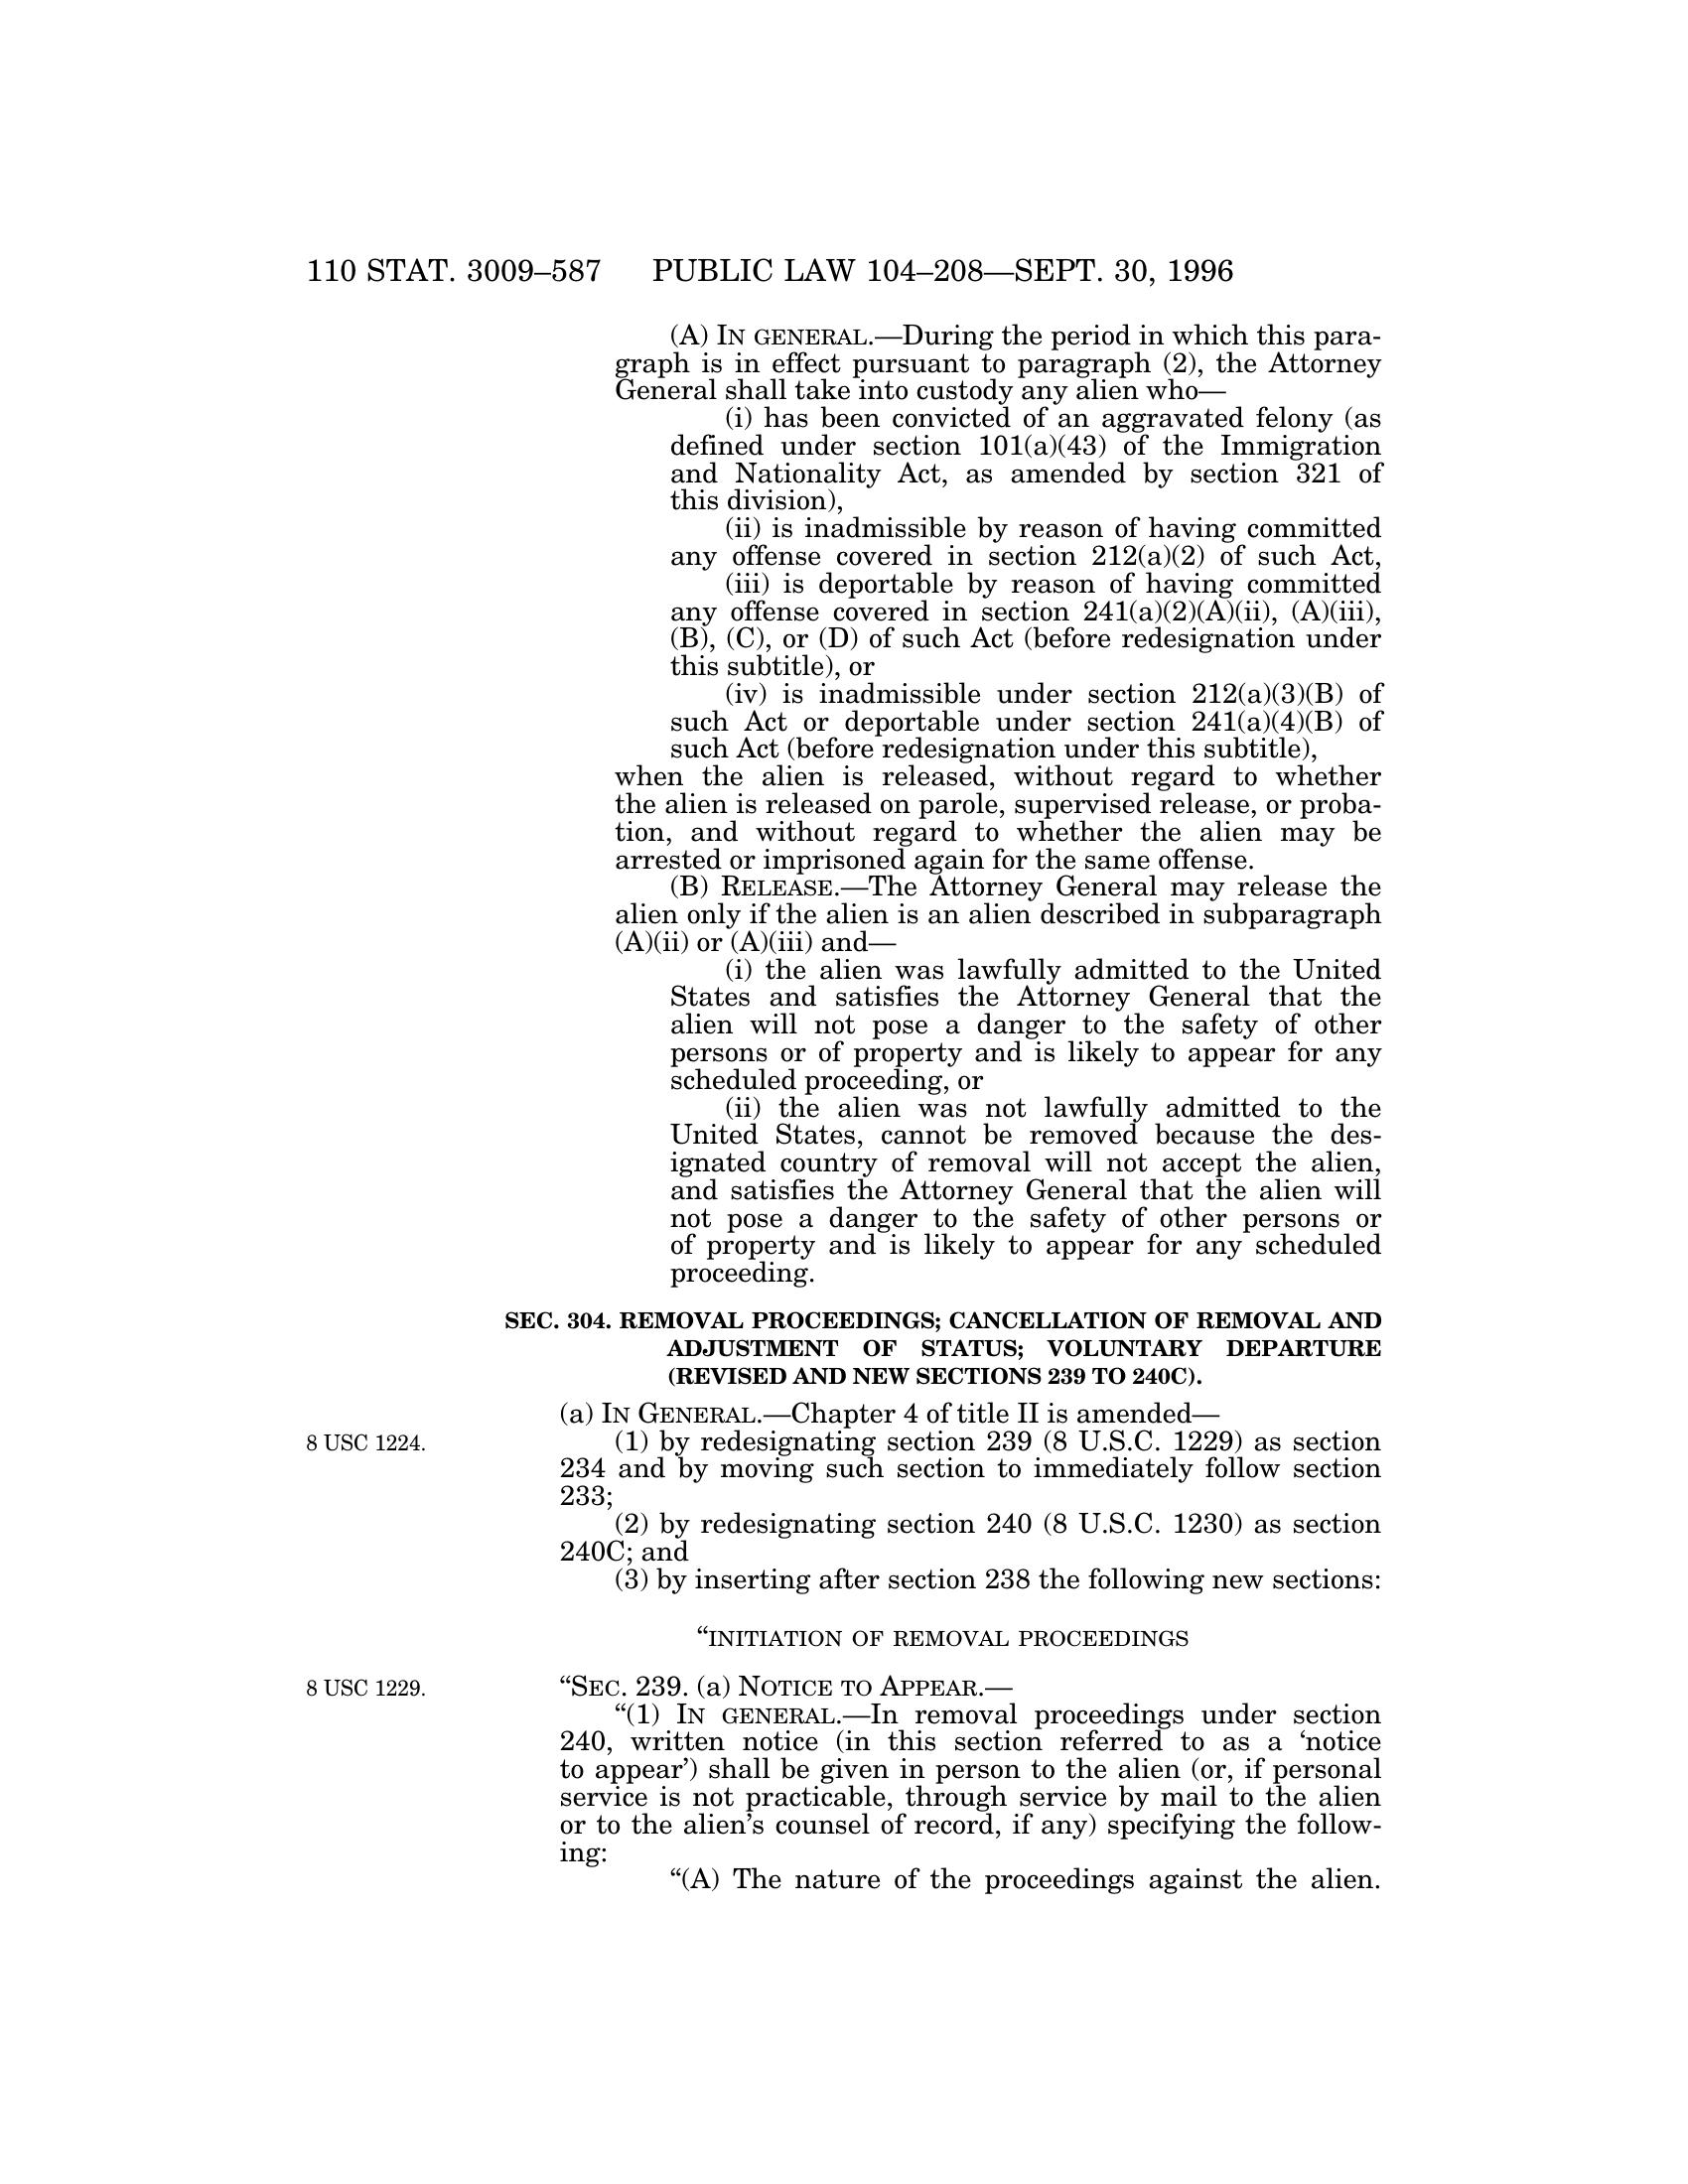 110 STAT. 3009–587 PUBLIC LAW 104–208—SEPT. 30, 1996
(A) IN GENERAL.—During the period in which this para-
graph is in effect pursuant to paragraph (2), the Attorney
General shall take into custody any alien who—
(i) has been convicted of an aggravated felony (as
defined under section 101(a)(43) of the Immigration
and Nationality Act, as amended by section 321 of
this division),
(ii) is inadmissible by reason of having committed
any offense covered in section 212(a)(2) of such Act,
(iii) is deportable by reason of having committed
any offense covered in section 241(a)(2)(A)(ii), (A)(iii),
(B), (C), or (D) of such Act (before redesignation under
this subtitle), or
(iv) is inadmissible under section 212(a)(3)(B) of
such Act or deportable under section 241(a)(4)(B) of
such Act (before redesignation under this subtitle),
when the alien is released, without regard to whether
the alien is released on parole, supervised release, or proba-
tion, and without regard to whether the alien may be
arrested or imprisoned again for the same offense.
(B) RELEASE.—The Attorney General may release the
alien only if the alien is an alien described in subparagraph
(A)(ii) or (A)(iii) and—
(i) the alien was lawfully admitted to the United
States and satisfies the Attorney General that the
alien will not pose a danger to the safety of other
persons or of property and is likely to appear for any
scheduled proceeding, or
(ii) the alien was not lawfully admitted to the
United States, cannot be removed because the des-
ignated country of removal will not accept the alien,
and satisfies the Attorney General that the alien will
not pose a danger to the safety of other persons or
of property and is likely to appear for any scheduled
proceeding.
SEC. 304. REMOVAL PROCEEDINGS; CANCELLATION OF REMOVAL AND
ADJUSTMENT OF STATUS; VOLUNTARY DEPARTURE
(REVISED AND NEW SECTIONS 239 TO 240C).
(a) IN GENERAL.—Chapter 4 of title II is amended—
8 USC 1224.
(1) by redesignating section 239 (8 U.S.C. 1229) as section
234 and by moving such section to immediately follow section
233;
(2) by redesignating section 240 (8 U.S.C. 1230) as section
240C; and
(3) by inserting after section 238 the following new sections:
“INITIATION OF REMOVAL PROCEEDINGS
8 USC 1229.
“SEC. 239. (a) NOTICE TO APPEAR.—
“(1) IN GENERAL.—In removal proceedings under section
240, written notice (in this section referred to as a ‘notice
to appear’) shall be given in person to the alien (or, if personal
service is not practicable, through service by mail to the alien
or to the alien’s counsel of record, if any) specifying the follow-
ing:
“(A) The nature of the proceedings against the alien.